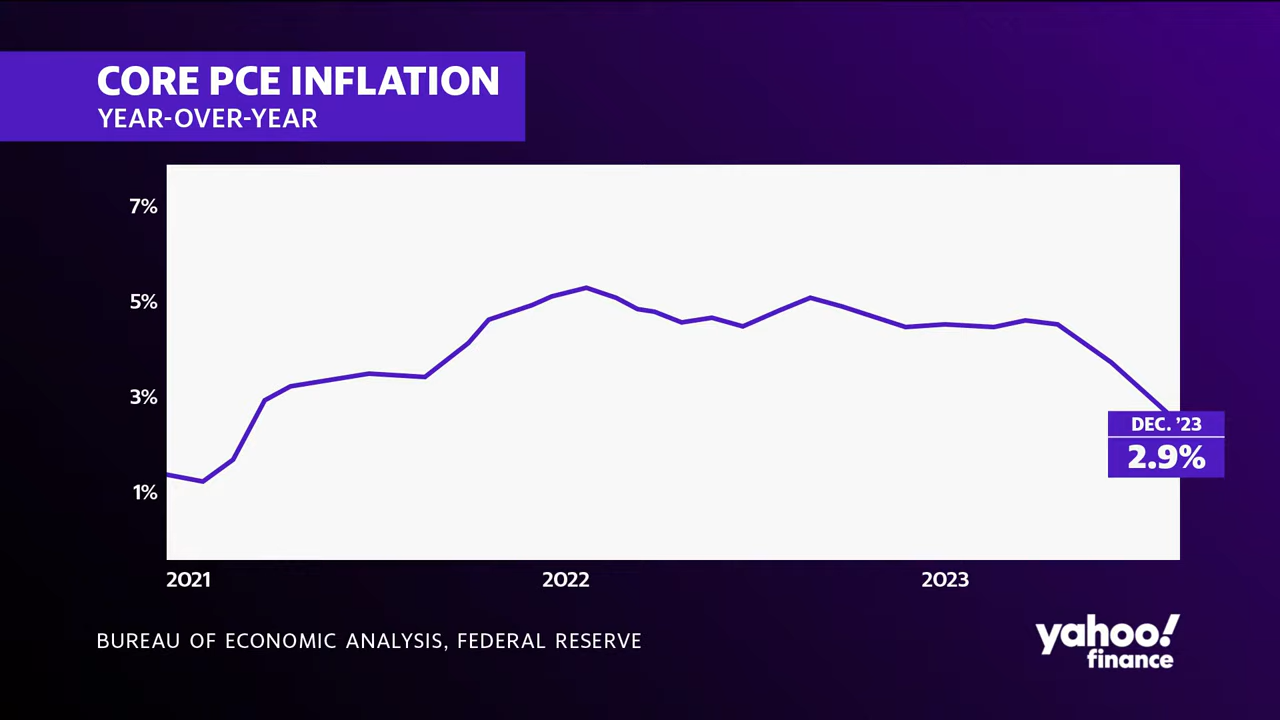 CORE PCE INFLATION
YEAR-OVER-YEAR
7%
5%
3%
1%
DEC. ’23
2.9%
2021 2022 2023
BUREAU OF ECONOMIC ANALYSIS, FEDERAL RESERVE
yahoo!
finance